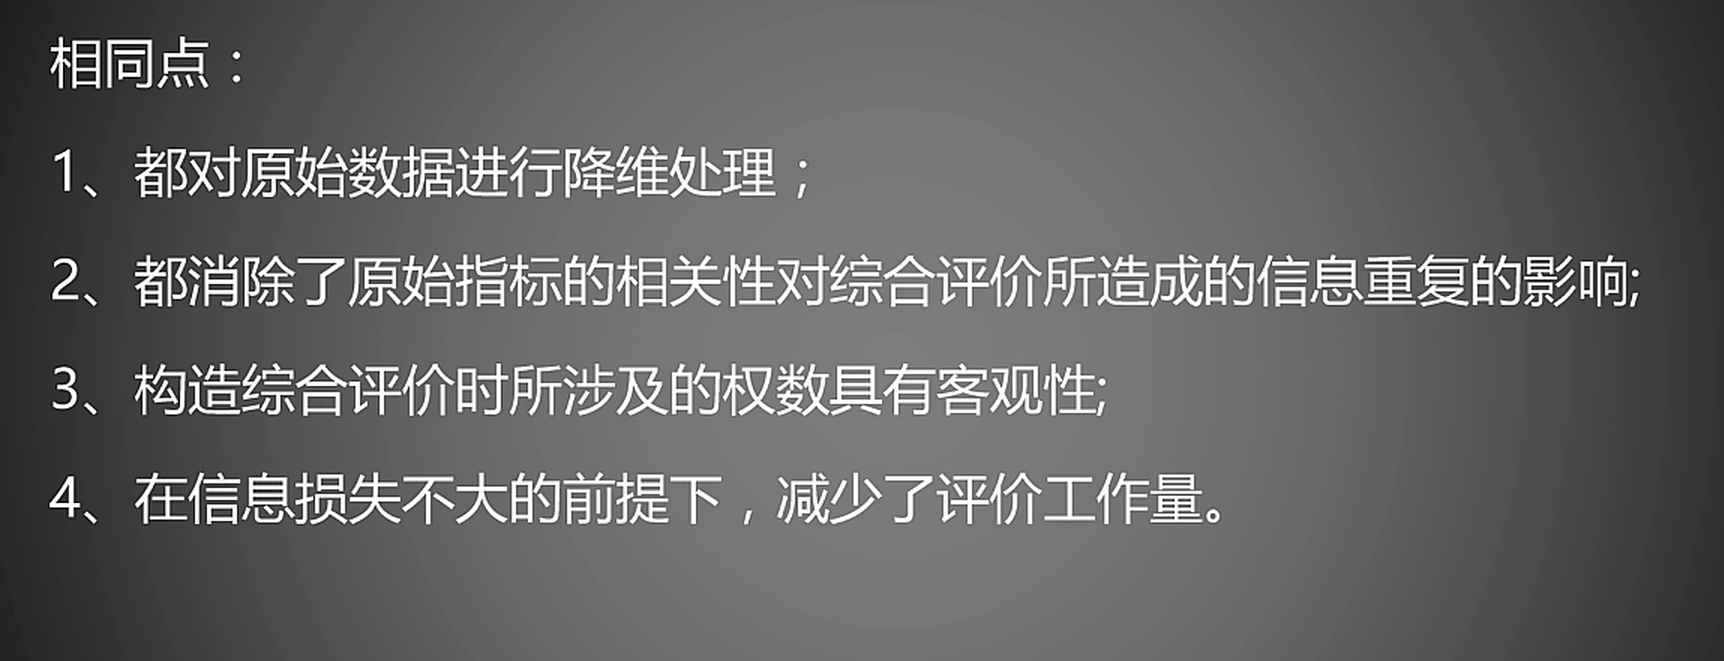 相同点：
1、都对原始数据进行降维处理；
2、都消除了原始指标的相关性对综合评价所造成的信息重复的影响;
3、构造综合评价时所涉及的权数具有客观性;
4、在信息损失不大的前提下，减少了评价工作量。